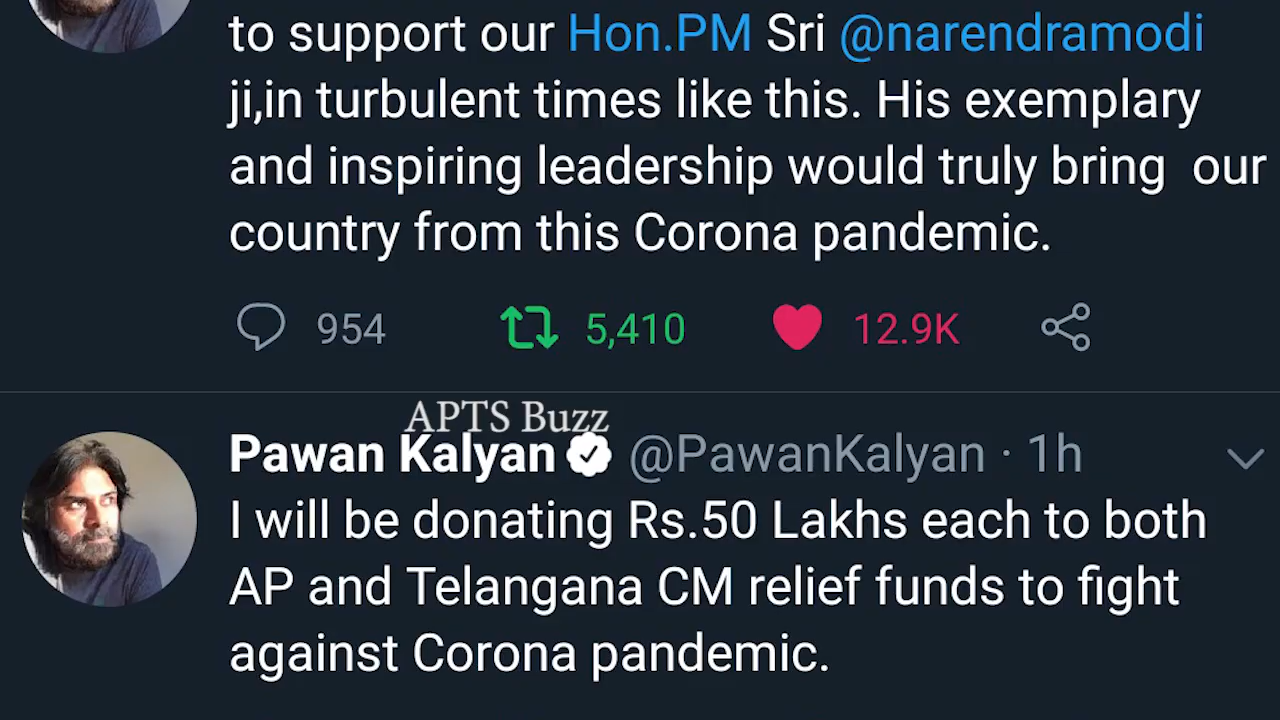 to support our Hon.PM Sri @narendramodi
ji,in turbulent times like this. His exemplary
and inspiring leadership would truly bring  our
country from this Corona pandemic.
954 5,410 12.9K
APTS Buzz
Pawan Kalyan @PawanKalyan · 1h
I will be donating Rs.50 Lakhs each to both
AP and Telangana CM relief funds to fight
against Corona pandemic.